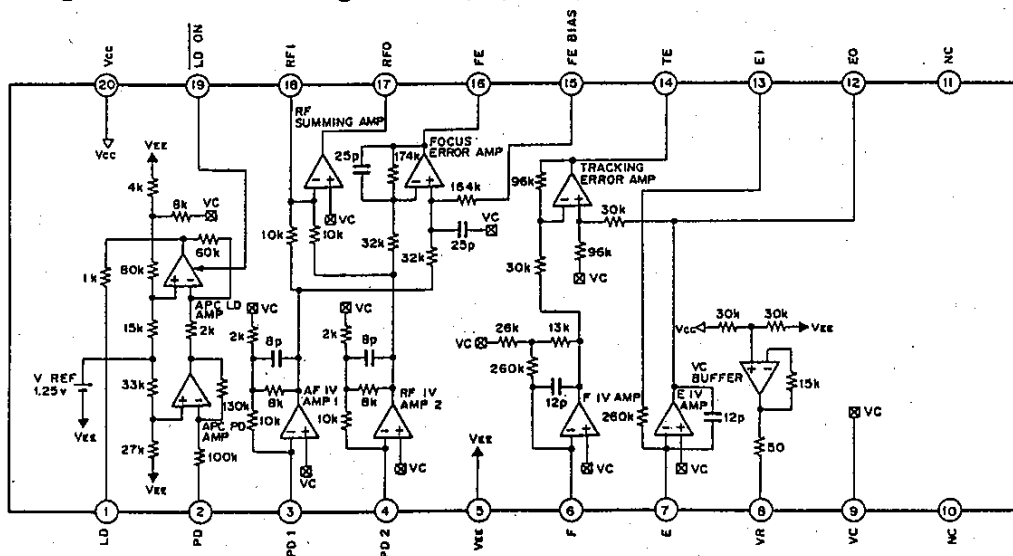 Vcc
LD ON
RF I
RFO
FE
FE BIAS
TE
EI
EO
NC
20
19
18
17
16
15
14
13
12
11
RF
SUMMING AMP
Vcc
VEE
25p
174k
FOCUS
ERROR AMP
4k
164k
96k
TRACKING
ERROR AMP
8k
VC
VC
VC
30k
10k
10k
32k
25p
96k
60k
32k
1k
80k
30k
VC
APC LD
AMP
VC
VC
30k
30k
15k
2k
2k
8p
2k
8p
26k
13k
Vcc
VEE
VC
V REF
1.25v
33k
260k
VC
BUFFER
15k
130k
8k
AF IV
AMP 1
8k
RF IV
AMP 2
12p
F IV AMP
260k
E IV
AMP
12p
VC
VEE
APC PD
AMP
10k
10k
27k
VEE
50
VEE
100k
VC
VC
VC
VC
1
2
3
4
5
6
7
8
9
10
LD
PD
PD 1
PD 2
VEE
F
E
VR
VC
NC